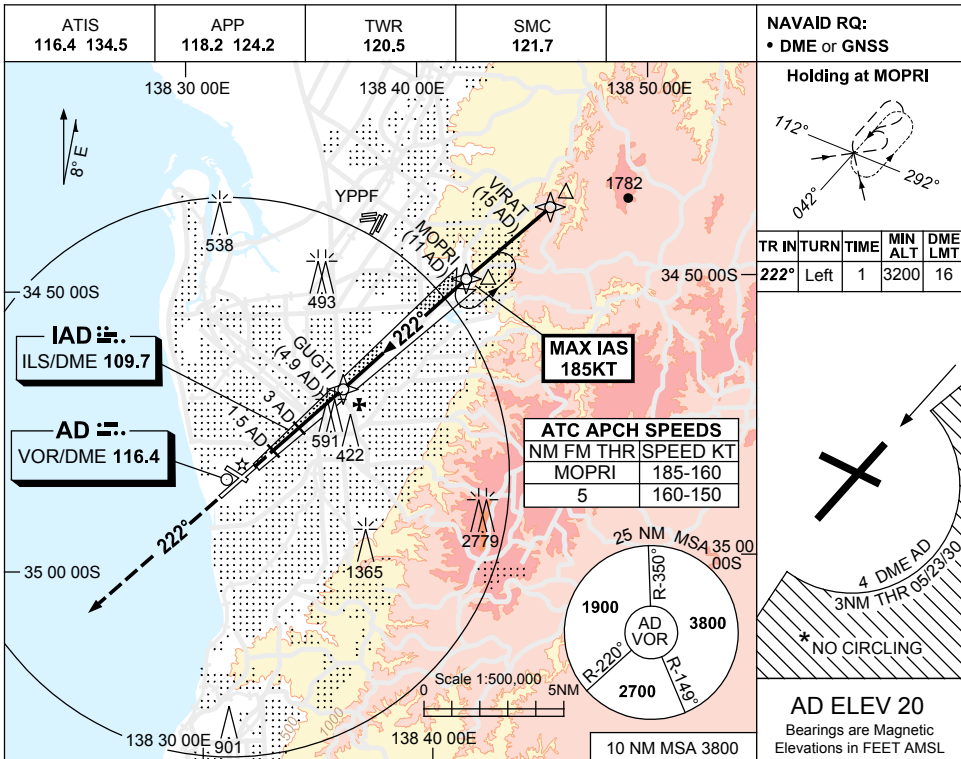 ATIS
116.4 134.5
APP
118.2 124.2
TWR
120.5
SMC
121.7
NAVAID RQ:
• DME or GNSS
138 30 00E
138 40 00E
138 50 00E
8° E
538
YPPF
493
VIRAT
(15 AD)
1782
MOPRI
(11 AD)
34 50 00S
34 50 00S
222°
MAX IAS
185KT
IAD
ILS/DME 109.7
GUGTI
(4.9 AD)
3 AD
1.5 AD
591
422
AD
VOR/DME 116.4
222°
ATC APCH SPEEDS
NM FM THR SPEED KT
MOPRI 185-160
5 160-150
2779
1365
35 00 00S
35 00
00S
25 NM MSA
R-350°
1900
3800
AD
VOR
R-220°
R-149°
2700
Scale 1:500,000
0 5NM
500
1000
901
138 30 00E
138 40 00E
10 NM MSA 3800
Holding at MOPRI
112°
292°
042°
TR IN TURN TIME MIN ALT DME LMT
222° Left 1 3200 16
4 DME AD
3NM THR 05/23/30
* NO CIRCLING
AD ELEV 20
Bearings are Magnetic
Elevations in FEET AMSL